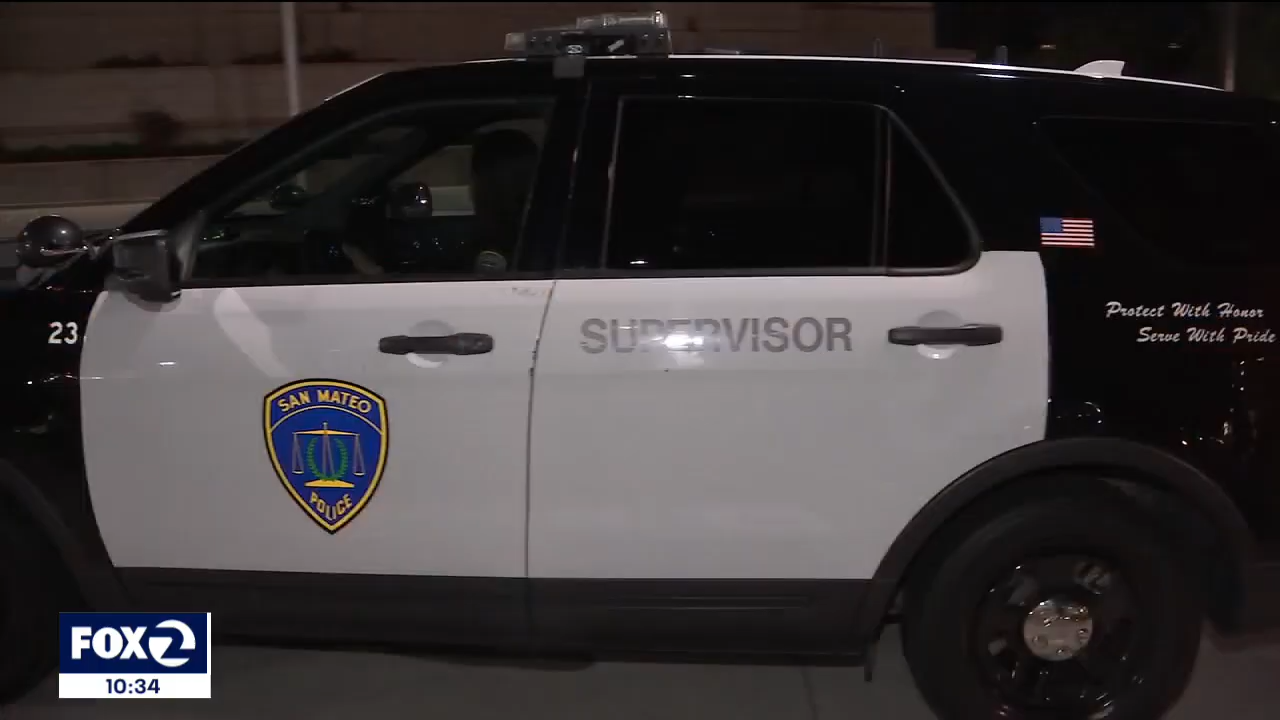 23
SUPERVISOR
Protect With Honor
Serve With Pride
SAN MATEO
POLICE
FOX 2
10:34